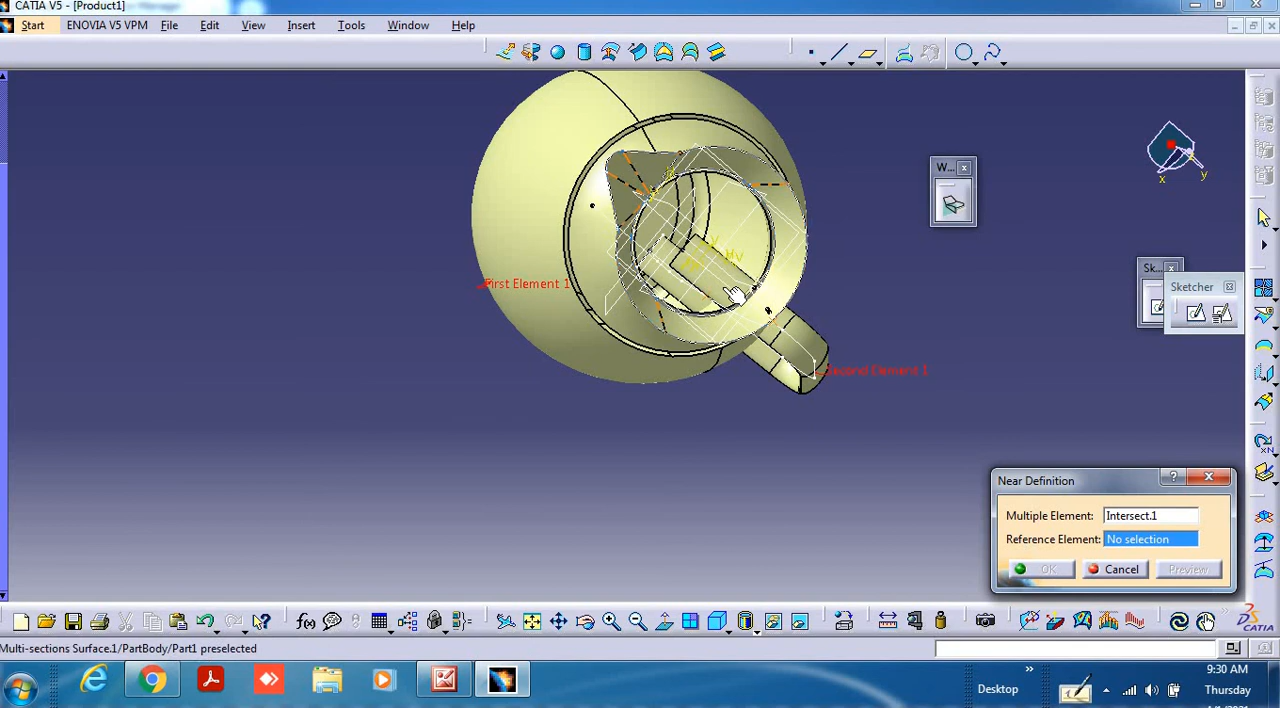 CATIA V5 - [Product1]
Start ENOVIA V5 VPM File Edit View Insert Tools Window Help
W...
x y
First Element 1
Sk...
Sketcher
Second Element 1
Near Definition
Multiple Element: Intersect.1
Reference Element: No selection
OK Cancel Preview
f(x)
CATIA
Multi-sections Surface.1/PartBody/Part1 preselected
9:30 AM
Desktop »
Thursday